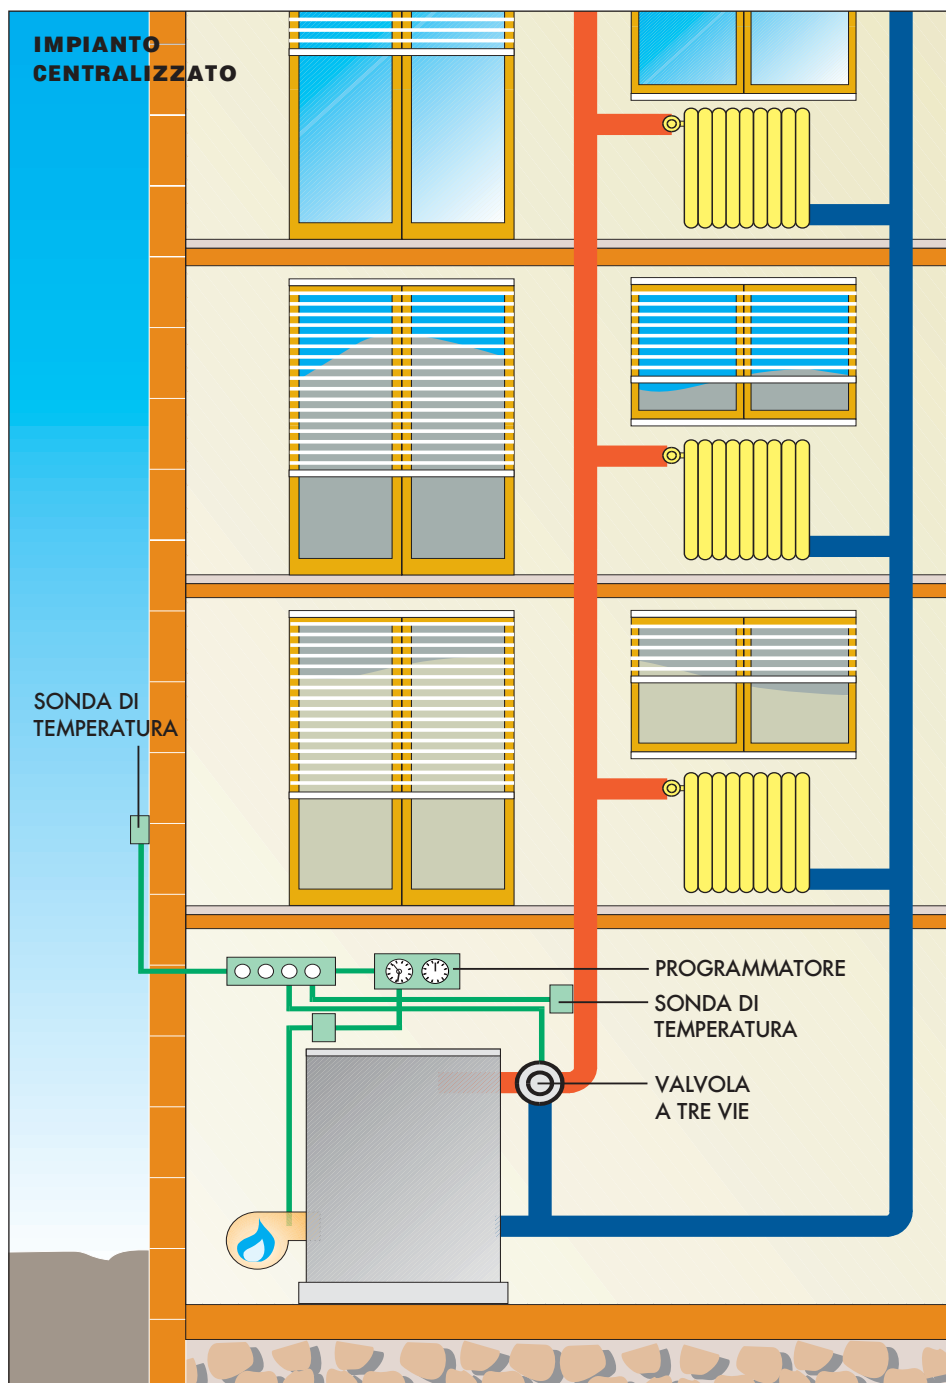 IMPIANTO
CENTRALIZZATO
SONDA DI
TEMPERATURA
PROGRAMMATORE
SONDA DI
TEMPERATURA
VALVOLA
A TRE VIE